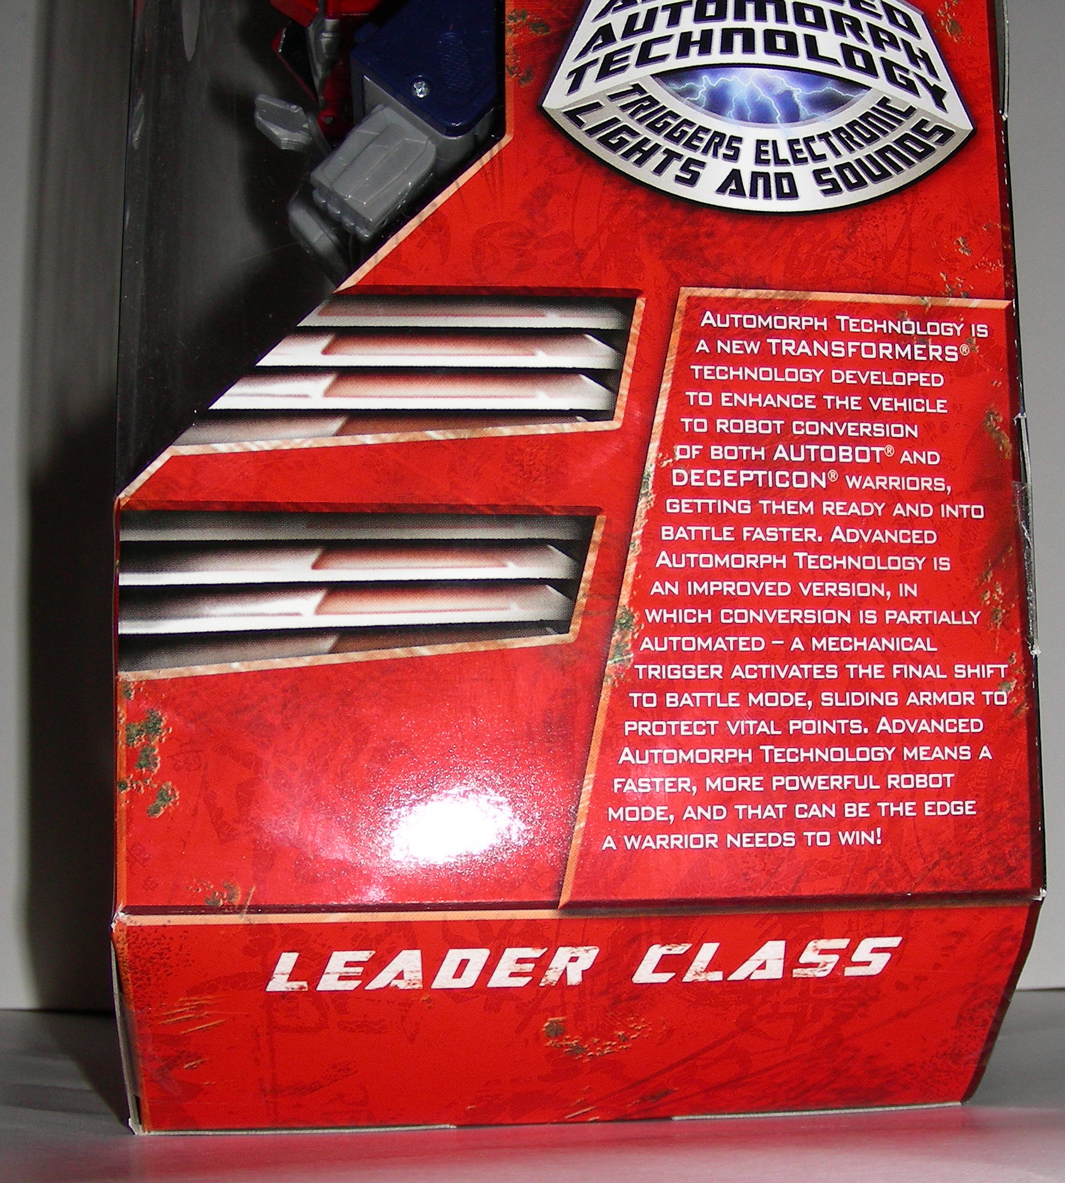 AUTOMORPH
TECHNOLOGY
TRIGGERS ELECTRONIC
LIGHTS AND SOUNDS
AUTOMORPH TECHNOLOGY IS
A NEW TRANSFORMERS®
TECHNOLOGY DEVELOPED
TO ENHANCE THE VEHICLE
TO ROBOT CONVERSION
OF BOTH AUTOBOT® AND
DECEPTICON® WARRIORS,
GETTING THEM READY AND INTO
BATTLE FASTER. ADVANCED
AUTOMORPH TECHNOLOGY IS
AN IMPROVED VERSION, IN
WHICH CONVERSION IS PARTIALLY
AUTOMATED – A MECHANICAL
TRIGGER ACTIVATES THE FINAL SHIFT
TO BATTLE MODE, SLIDING ARMOR TO
PROTECT VITAL POINTS. ADVANCED
AUTOMORPH TECHNOLOGY MEANS A
FASTER, MORE POWERFUL ROBOT
MODE, AND THAT CAN BE THE EDGE
A WARRIOR NEEDS TO WIN!
LEADER CLASS